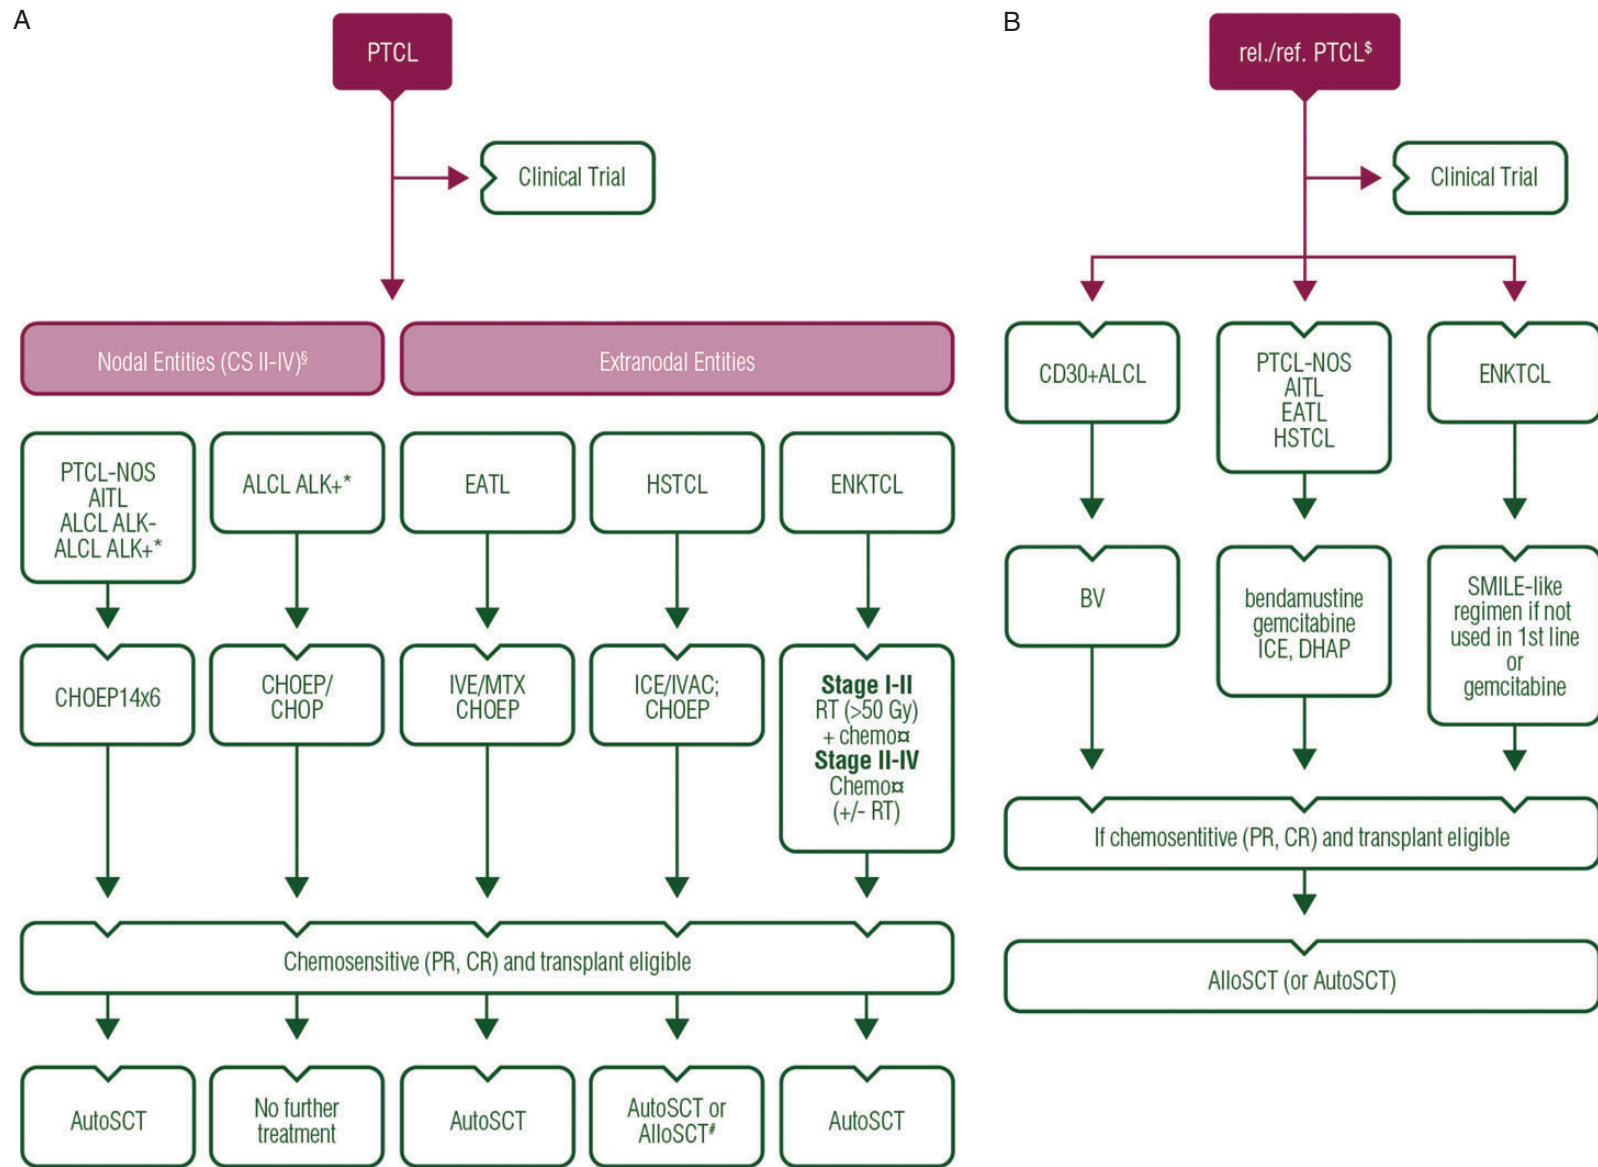 A
PTCL
Clinical Trial
Nodal Entities (CS II-IV)§
Extranodal Entities
PTCL-NOS
AITL
ALCL ALK-
ALCL ALK+*
ALCL ALK+*
EATL
HSTCL
ENKTCL
CHOEP14x6
CHOEP/
CHOP
IVE/MTX
CHOEP
ICE/IVAC;
CHOEP
Stage I-II
RT (>50 Gy)
+ chemo¤
Stage II-IV
Chemo¤
(+/- RT)
Chemosensitive (PR, CR) and transplant eligible
AutoSCT
No further
treatment
AutoSCT
AutoSCT or
AlloSCT#
AutoSCT
B
rel./ref. PTCL$
Clinical Trial
CD30+ALCL
PTCL-NOS
AITL
EATL
HSTCL
ENKTCL
BV
bendamustine
gemcitabine
ICE, DHAP
SMILE-like
regimen if not
used in 1st line
or
gemcitabine
If chemosentitive (PR, CR) and transplant eligible
AlloSCT (or AutoSCT)